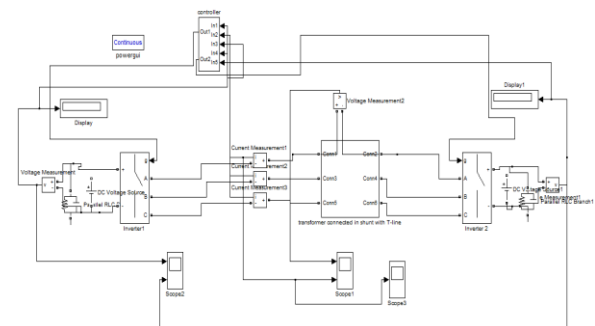 controller
In1
Out1
In2
In3
In4
Out2
In5
Continuous
powergui
Display
Display1
Voltage Measurement2
Current Measurement1
Current Measurement2
Current Measurement3
Voltage Measurement
DC Voltage Source
Parallel RLC 2
g
A
B
C
Inverter1
Conn1
Conn2
Conn3
Conn4
Conn5
Conn6
transformer connected in shunt with T-line
g
A
B
C
Inverter 2
DC Voltage Source1
Parallel RLC Branch1
Scope2
Scope1
Scope3